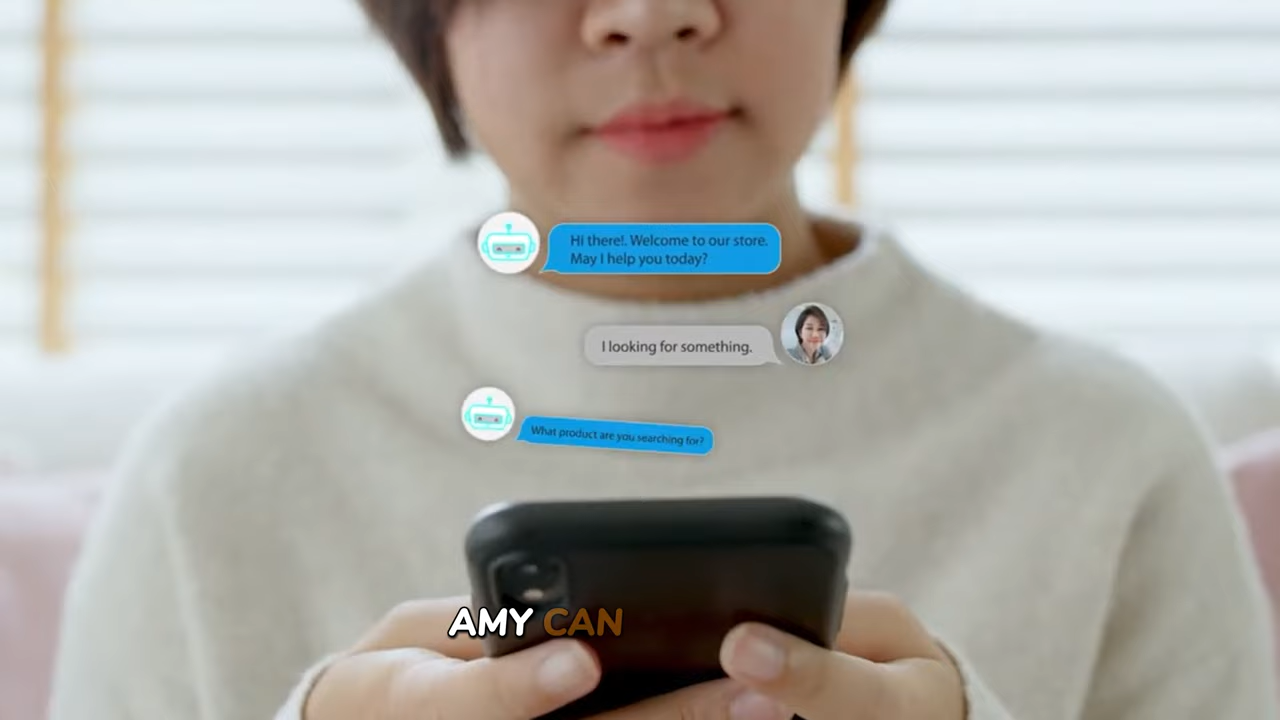 Hi there!. Welcome to our store.
May I help you today?
I looking for something.
What product are you searching for?
AMY CAN